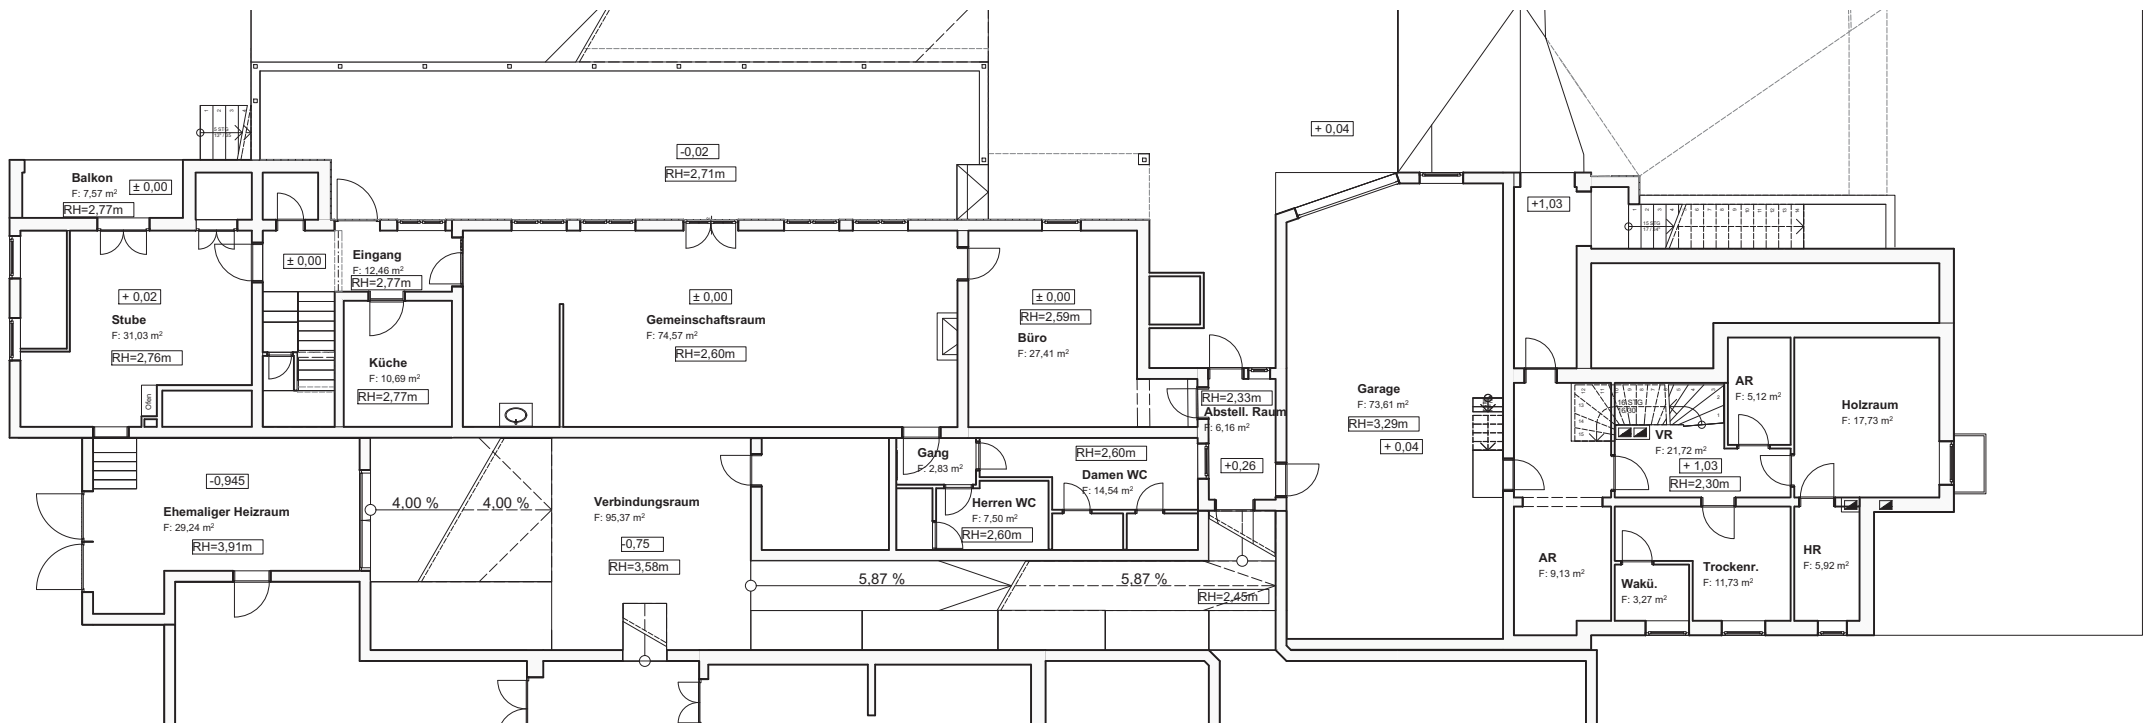 -0,02
RH=2,71m
+ 0,04
5 STG
Balkon
F: 7,57 m²
± 0,00
RH=2,77m
+1,03
15 STG
± 0,00
Eingang
F: 12,46 m²
RH=2,77m
+ 0,02
Stube
F: 31,03 m²
RH=2,76m
Ofen
Küche
F: 10,69 m²
RH=2,77m
± 0,00
Gemeinschaftsraum
F: 74,57 m²
RH=2,60m
± 0,00
RH=2,59m
Büro
F: 27,41 m²
RH=2,33m
Abstell. Raum
F: 6,16 m²
+0,26
Garage
F: 73,61 m²
RH=3,29m
+ 0,04
AR
F: 5,12 m²
Holzraum
F: 17,73 m²
16 STG
VR
F: 21,72 m²
+ 1,03
RH=2,30m
Gang
F: 2,83 m²
RH=2,60m
Damen WC
F: 14,54 m²
Herren WC
F: 7,50 m²
RH=2,60m
-0,945
Ehemaliger Heizraum
F: 29,24 m²
RH=3,91m
4,00 %
4,00 %
Verbindungsraum
F: 95,37 m²
-0,75
RH=3,58m
5,87 %
5,87 %
RH=2,45m
AR
F: 9,13 m²
Wakü.
F: 3,27 m²
Trockenr.
F: 11,73 m²
HR
F: 5,92 m²